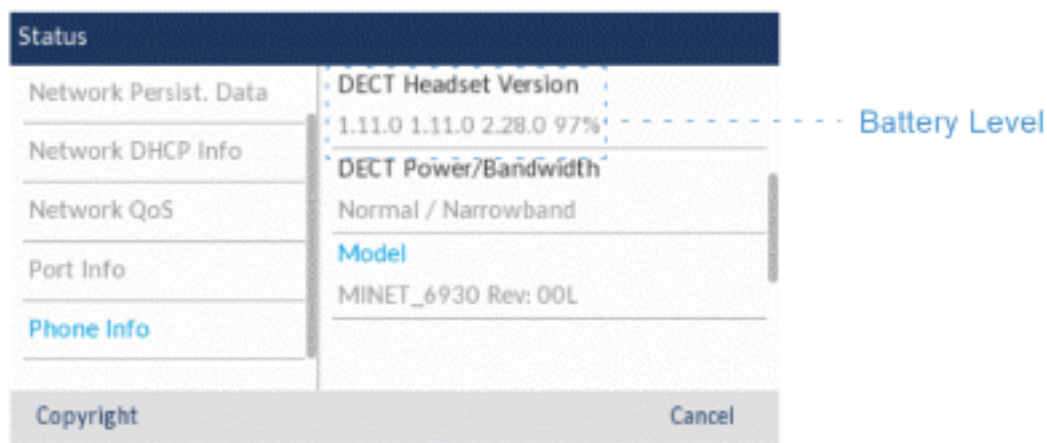 Status
Network Persist. Data
Network DHCP Info
Network QoS
Port Info
Phone Info
DECT Headset Version
1.11.0 1.11.0 2.28.0 97%
Battery Level
DECT Power/Bandwidth
Normal / Narrowband
Model
MINET_6930 Rev: 00L
Copyright
Cancel